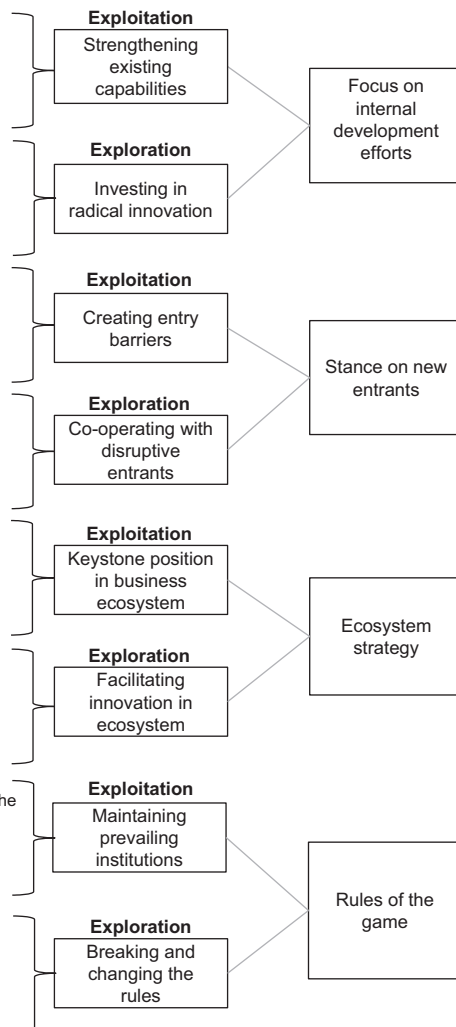 Exploitation
Strengthening
existing
capabilities
Focus on
internal
development
efforts
Exploration
Investing in
radical innovation
Exploitation
Creating entry
barriers
Stance on new
entrants
Exploration
Co-operating with
disruptive
entrants
Exploitation
Keystone position
in business
ecosystem
Ecosystem
strategy
Exploration
Facilitating
innovation in
ecosystem
Exploitation
he
Maintaining
prevailing
institutions
Rules of the
game
Exploration
Breaking and
changing the
rules